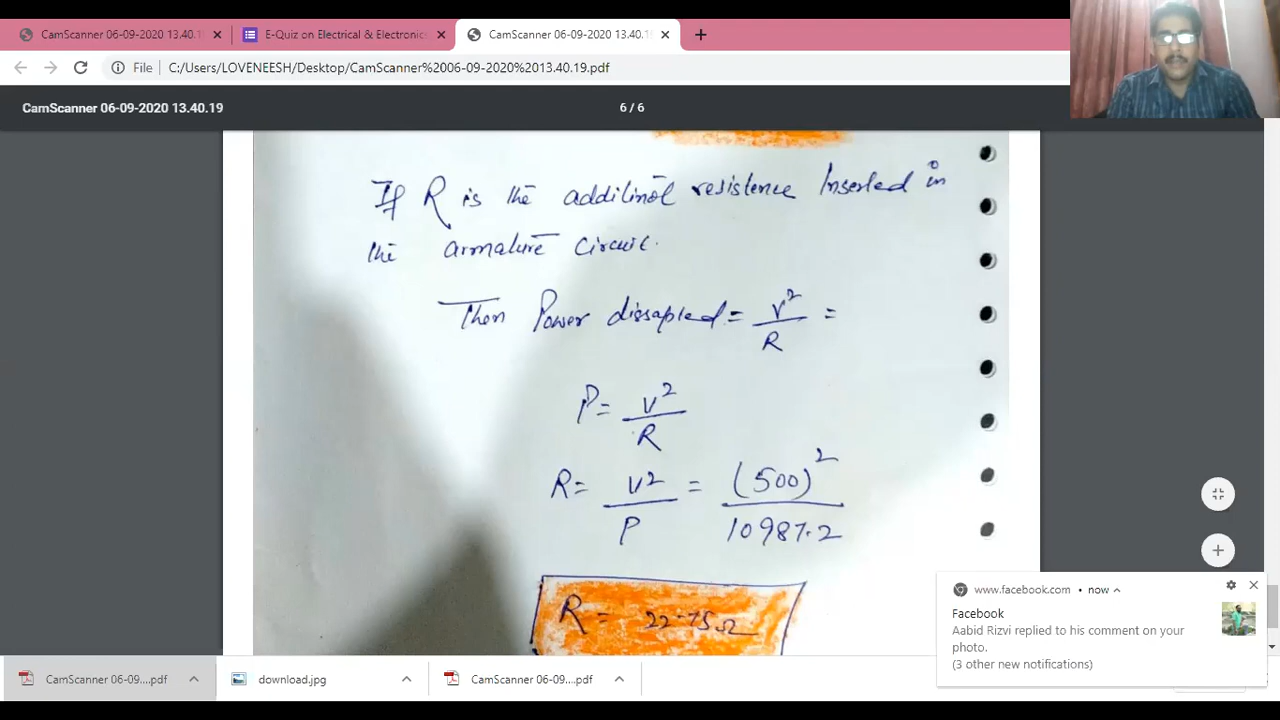 CamScanner 06-09-2020 13.40.1
E-Quiz on Electrical & Electronics
CamScanner 06-09-2020 13.40.1
File C:/Users/LOVENEESH/Desktop/CamScanner%2006-09-2020%2013.40.19.pdf
CamScanner 06-09-2020 13.40.19
6 / 6
If R is the additinol resistence Inserted in
the armature circuit.
Then Power dissapted = V²/R =
P = V²/R
R = V²/P = (500)²/10987.2
R = 22.75Ω
www.facebook.com • now
Facebook
Aabid Rizvi replied to his comment on your
photo.
(3 other new notifications)
CamScanner 06-09....pdf
download.jpg
CamScanner 06-09....pdf